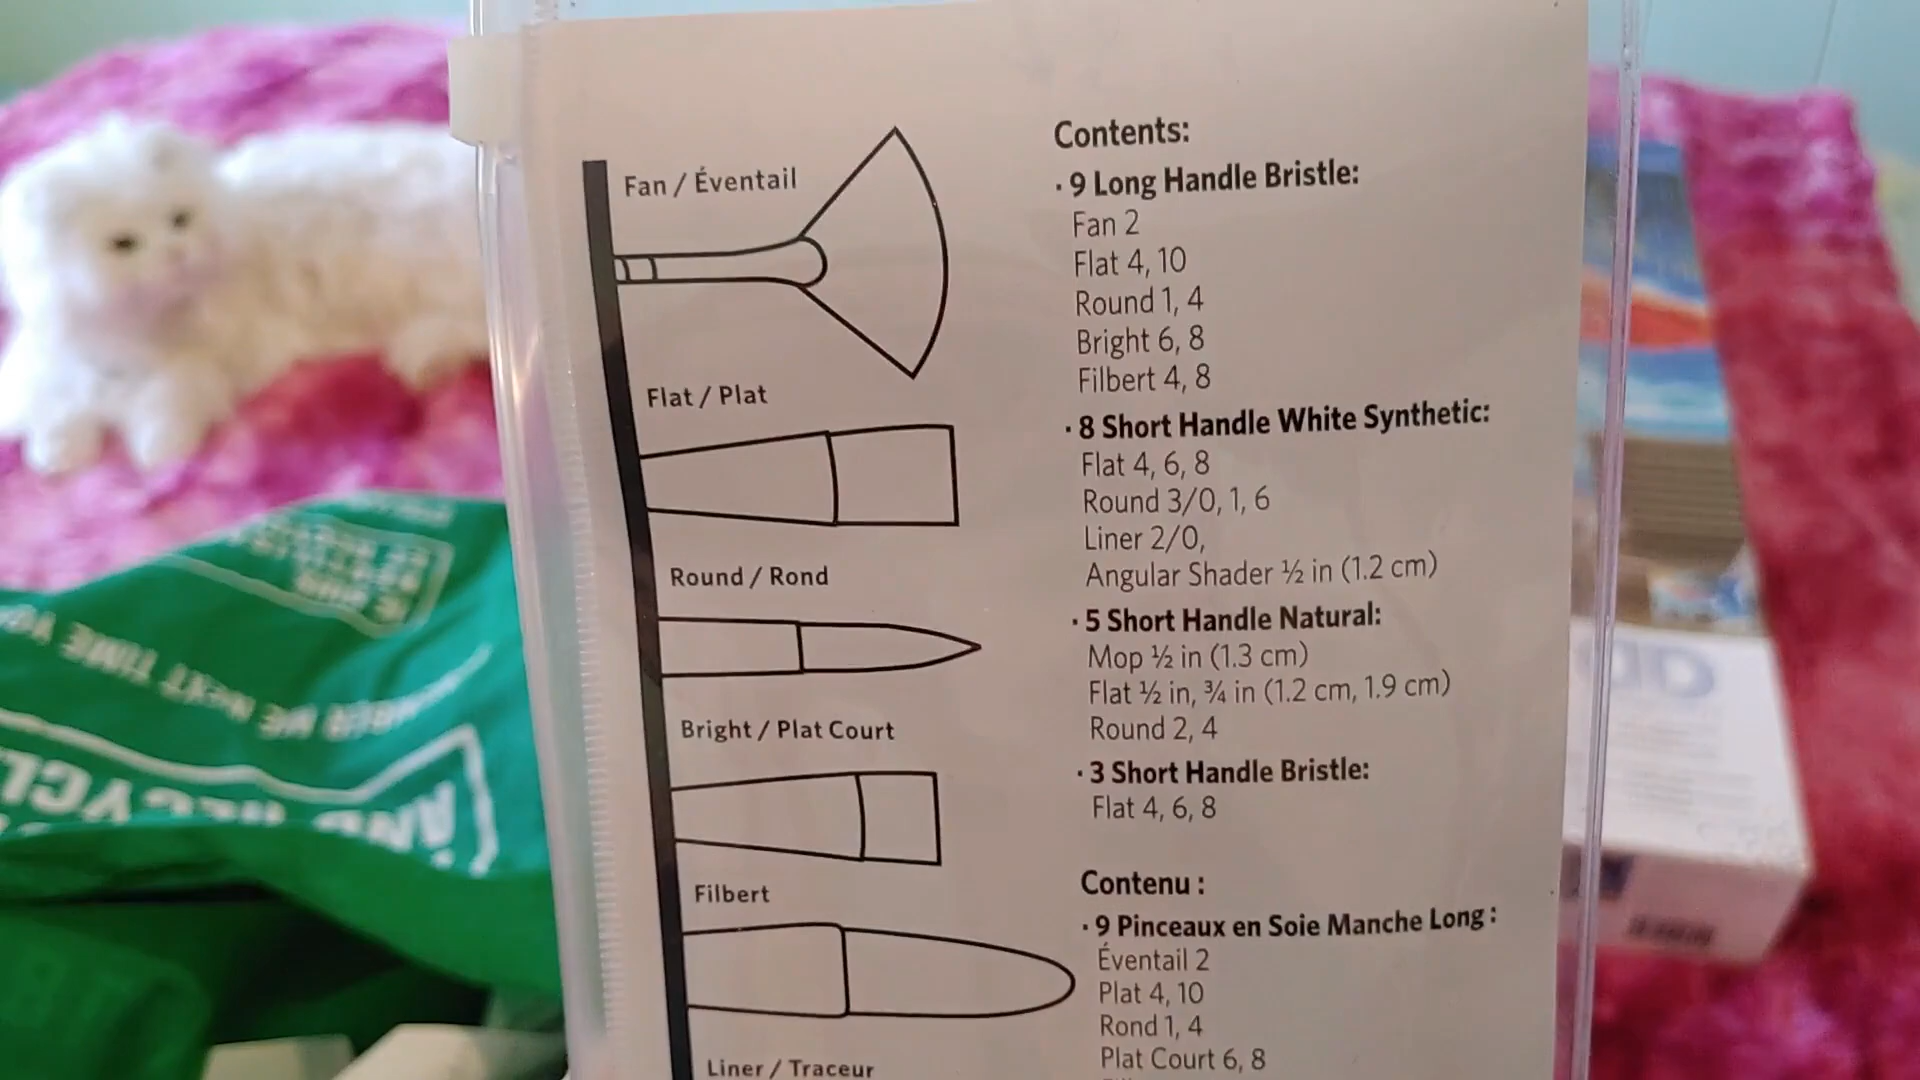 Fan / Éventail
Flat / Plat
Round / Rond
Bright / Plat Court
Filbert
Liner / Traceur
Contents:
· 9 Long Handle Bristle:
Fan 2
Flat 4, 10
Round 1, 4
Bright 6, 8
Filbert 4, 8
· 8 Short Handle White Synthetic:
Flat 4, 6, 8
Round 3/0, 1, 6
Liner 2/0,
Angular Shader ½ in (1.2 cm)
· 5 Short Handle Natural:
Mop ½ in (1.3 cm)
Flat ½ in, ¾ in (1.2 cm, 1.9 cm)
Round 2, 4
· 3 Short Handle Bristle:
Flat 4, 6, 8
Contenu :
· 9 Pinceaux en Soie Manche Long :
Éventail 2
Plat 4, 10
Rond 1, 4
Plat Court 6, 8
ME NEXT TIME
AND RECYCLE